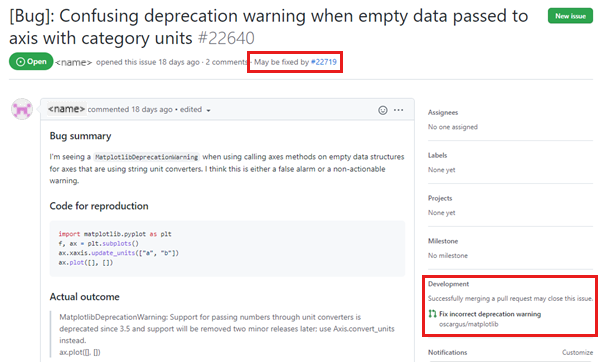 [Bug]: Confusing deprecation warning when empty data passed to
axis with category units #22640
New issue
Open <name> opened this issue 18 days ago · 2 comments · May be fixed by #22719
<name> commented 18 days ago • edited
Bug summary
I'm seeing a MatplotlibDeprecationWarning when using calling axes methods on empty data structures
for axes that are using string unit converters. I think this is either a false alarm or a non-actionable
warning.
Code for reproduction
import matplotlib.pyplot as plt
f, ax = plt.subplots()
ax.xaxis.update_units(["a", "b"])
ax.plot([], [])
Actual outcome
MatplotlibDeprecationWarning: Support for passing numbers through unit converters is
deprecated since 3.5 and support will be removed two minor releases later; use Axis.convert_units
instead.
ax.plot([], [])
Assignees
No one assigned
Labels
None yet
Projects
None yet
Milestone
No milestone
Development
Successfully merging a pull request may close this issue.
Fix incorrect deprecation warning
oscargus/matplotlib
Notifications
Customize